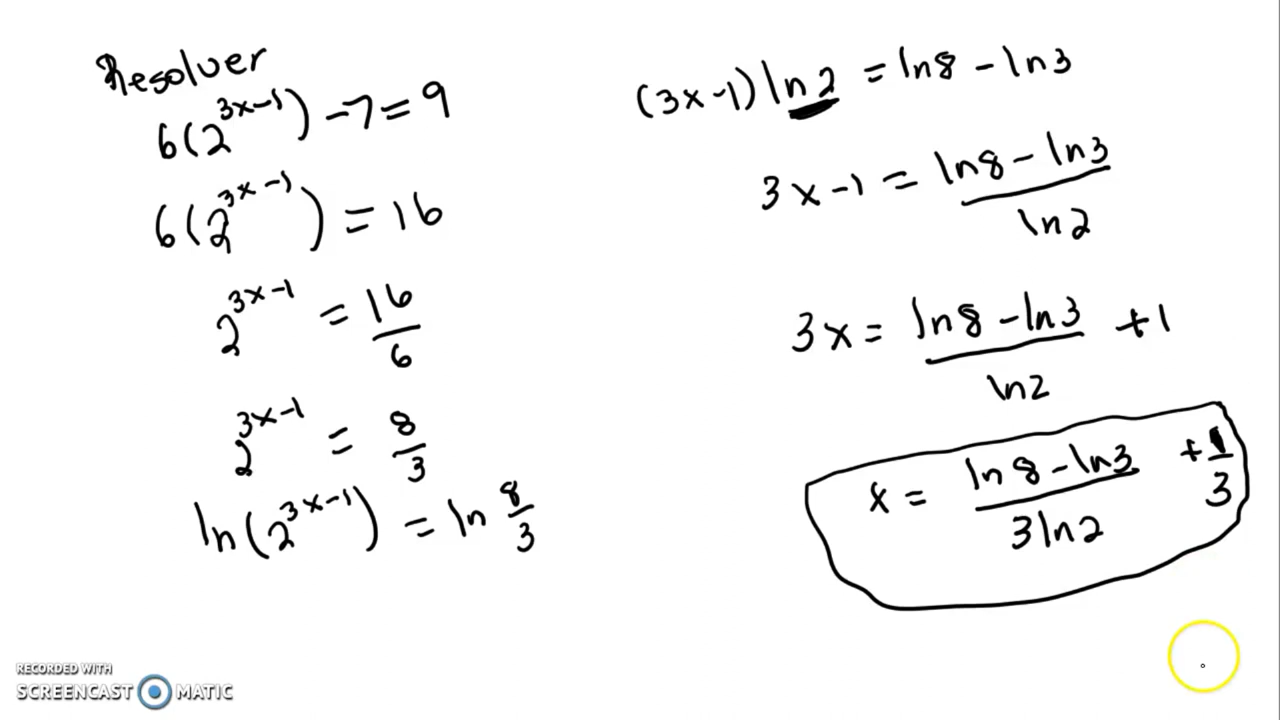 Resolver
6(2^(3x-1)) - 7 = 9
6(2^(3x-1)) = 16
2^(3x-1) = 16/6
2^(3x-1) = 8/3
ln(2^(3x-1)) = ln 8/3
(3x-1) ln 2 = ln 8 - ln 3
3x - 1 = (ln 8 - ln 3)/ln 2
3x = (ln 8 - ln 3)/ln 2 + 1
x = (ln 8 - ln 3)/(3 ln 2) + 1/3
RECORDED WITH
SCREENCAST MATIC